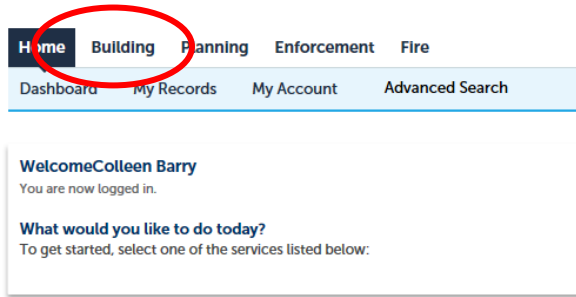 Home Building Planning Enforcement Fire
Dashboard My Records My Account Advanced Search
WelcomeColleen Barry
You are now logged in.
What would you like to do today?
To get started, select one of the services listed below: